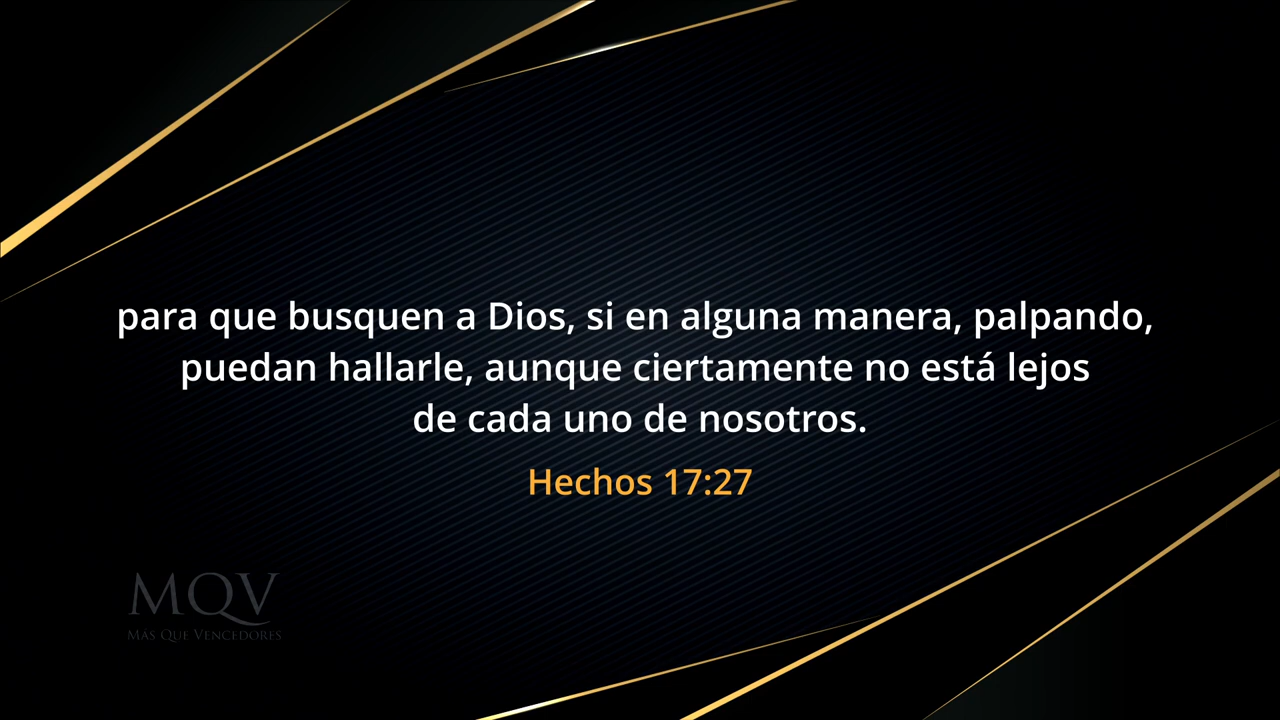 para que busquen a Dios, si en alguna manera, palpando,
puedan hallarle, aunque ciertamente no está lejos
de cada uno de nosotros.
Hechos 17:27
MQV
MÁS QUE VENCEDORES